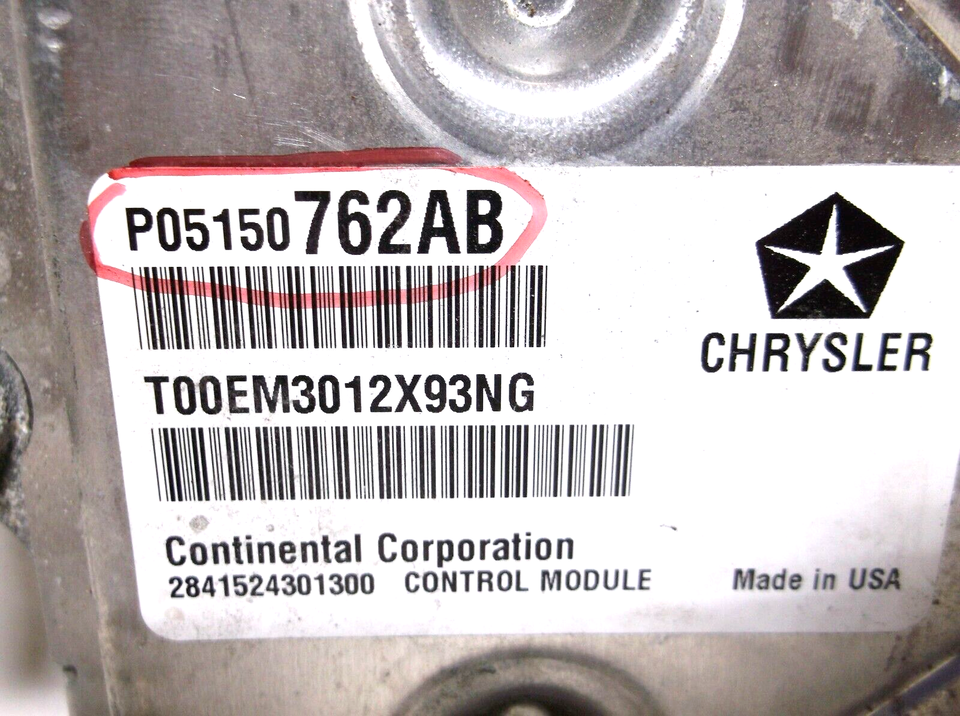 P05150762AB
CHRYSLER
T00EM3012X93NG
Continental Corporation
2841524301300 CONTROL MODULE Made in USA